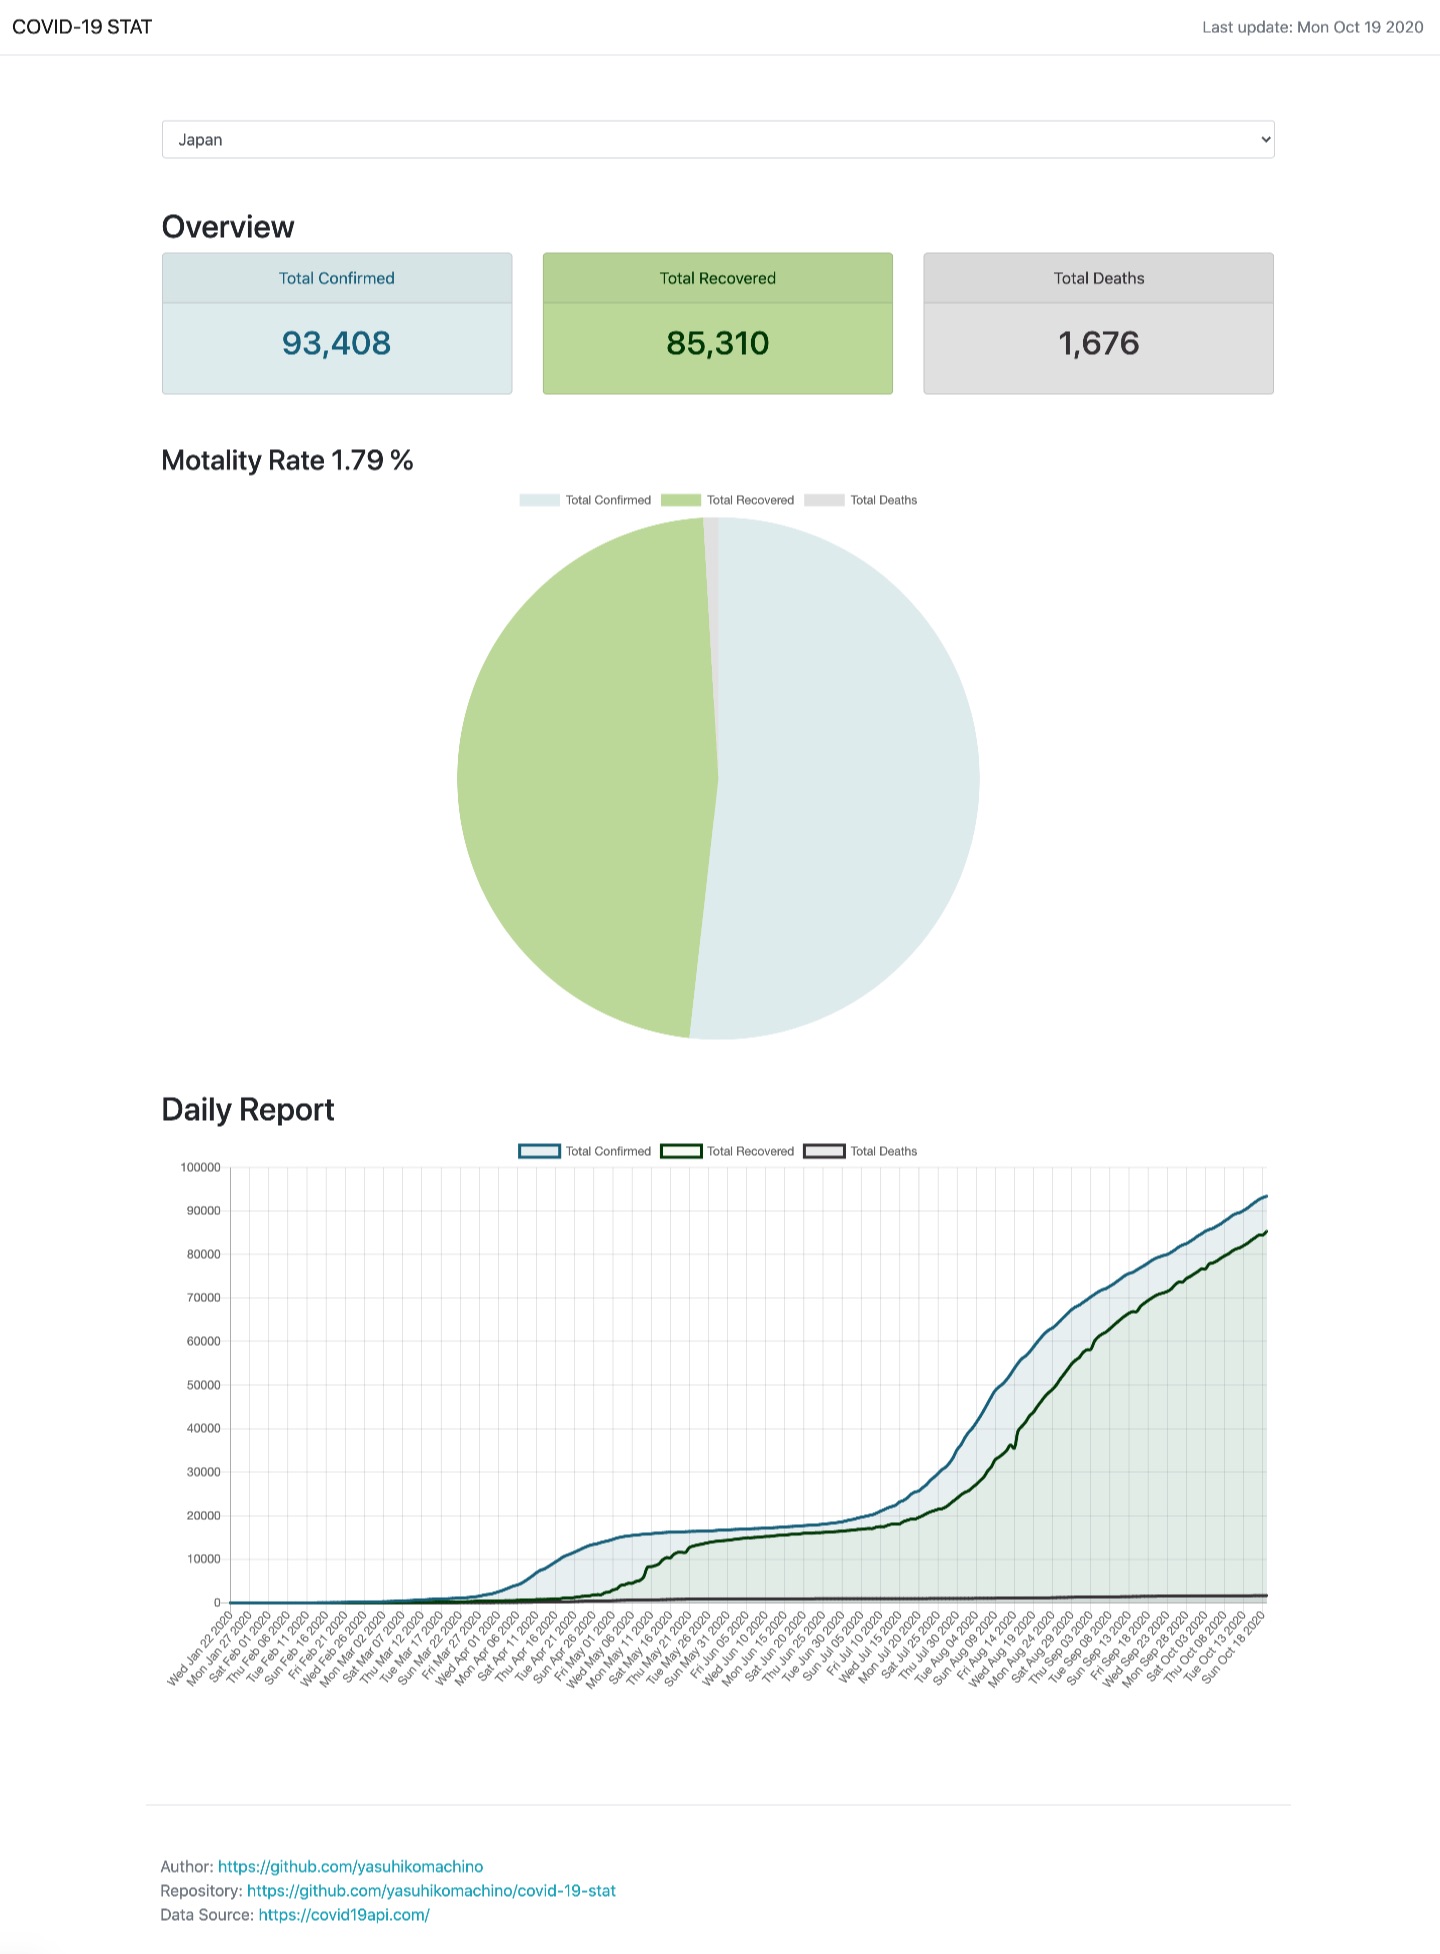 COVID-19 STAT
Last update: Mon Oct 19 2020
Japan
Overview
Total Confirmed
93,408
Total Recovered
85,310
Total Deaths
1,676
Motality Rate 1.79 %
Total Confirmed Total Recovered Total Deaths
Daily Report
Total Confirmed Total Recovered Total Deaths
100000
90000
80000
70000
60000
50000
40000
30000
20000
10000
0
Wed Jan 22 2020
Mon Jan 27 2020
Sat Feb 01 2020
Thu Feb 06 2020
Tue Feb 11 2020
Sun Feb 16 2020
Fri Feb 21 2020
Wed Feb 26 2020
Mon Mar 02 2020
Sat Mar 07 2020
Thu Mar 12 2020
Tue Mar 17 2020
Sun Mar 22 2020
Fri Mar 27 2020
Wed Apr 01 2020
Mon Apr 06 2020
Sat Apr 11 2020
Thu Apr 16 2020
Tue Apr 21 2020
Sun Apr 26 2020
Fri May 01 2020
Wed May 06 2020
Mon May 11 2020
Sat May 16 2020
Thu May 21 2020
Tue May 26 2020
Sun May 31 2020
Fri Jun 05 2020
Wed Jun 10 2020
Mon Jun 15 2020
Sat Jun 20 2020
Thu Jun 25 2020
Tue Jun 30 2020
Sun Jul 05 2020
Fri Jul 10 2020
Wed Jul 15 2020
Mon Jul 20 2020
Sat Jul 25 2020
Thu Jul 30 2020
Tue Aug 04 2020
Sun Aug 09 2020
Fri Aug 14 2020
Wed Aug 19 2020
Mon Aug 24 2020
Sat Aug 29 2020
Thu Sep 03 2020
Tue Sep 08 2020
Sun Sep 13 2020
Fri Sep 18 2020
Wed Sep 23 2020
Mon Sep 28 2020
Sat Oct 03 2020
Thu Oct 08 2020
Tue Oct 13 2020
Sun Oct 18 2020
Author: https://github.com/yasuhikomachino
Repository: https://github.com/yasuhikomachino/covid-19-stat
Data Source: https://covid19api.com/